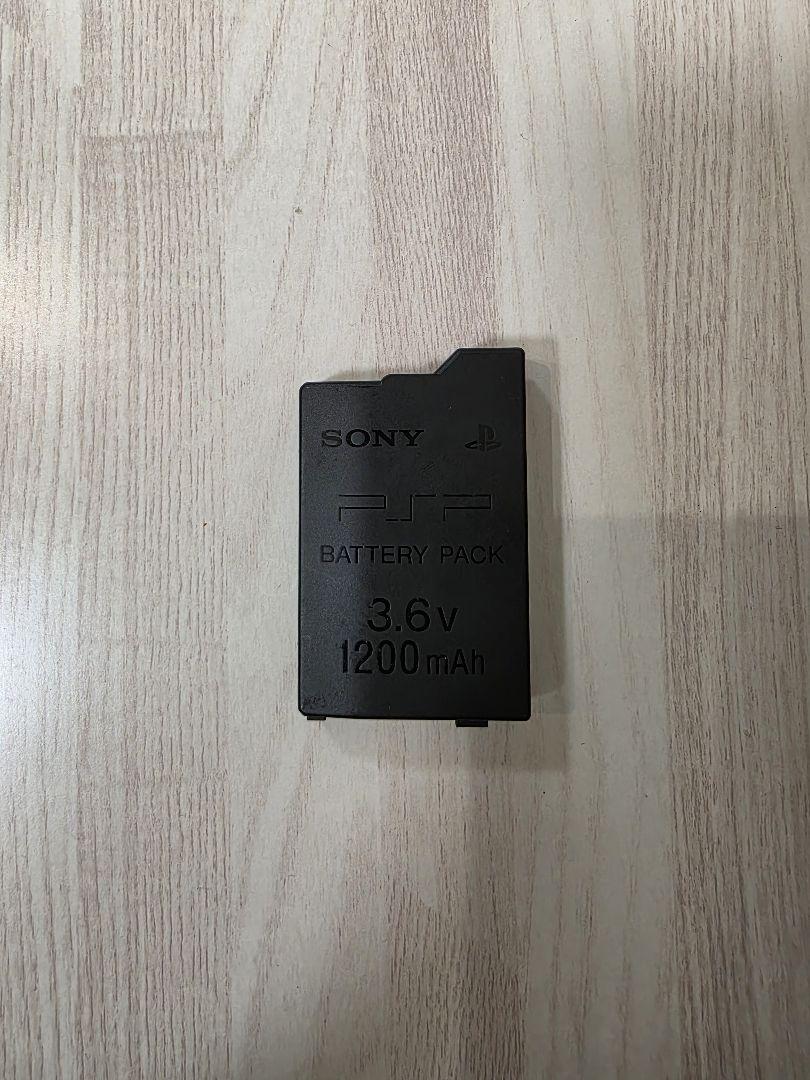 SONY
PSP
BATTERY PACK
3.6V
1200mAh